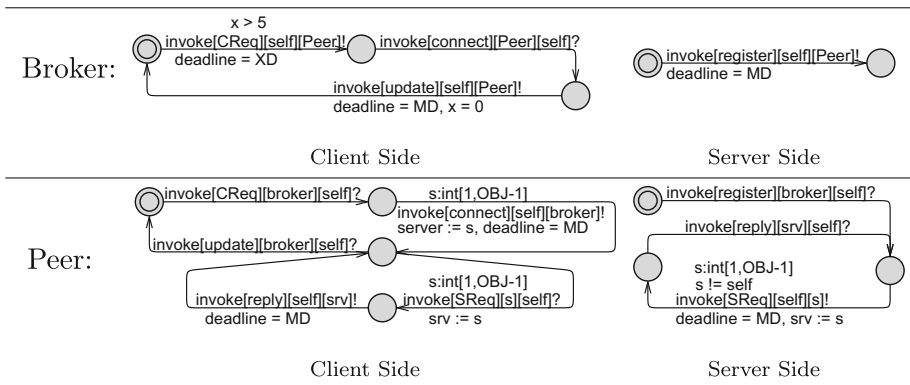 x > 5
invoke[CReq][self][Peer]!
deadline = XD
invoke[connect][Peer][self]?
invoke[update][self][Peer]!
deadline = MD, x = 0
invoke[register][self][Peer]!
deadline = MD
Broker:
Client Side
Server Side
invoke[CReq][broker][self]?
s:int[1,OBJ-1]
invoke[connect][self][broker]!
server := s, deadline = MD
invoke[update][broker][self]?
s:int[1,OBJ-1]
invoke[reply][self][srv]!
deadline = MD
invoke[SReq][s][self]?
srv := s
invoke[register][broker][self]?
invoke[reply][srv][self]?
s:int[1,OBJ-1]
s != self
invoke[SReq][self][s]!
deadline = MD, srv := s
Peer:
Client Side
Server Side